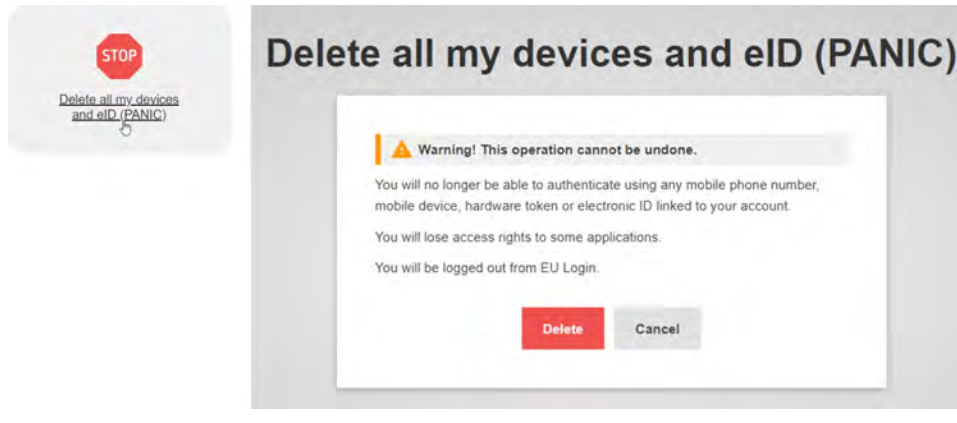 STOP
Delete all my devices
and eID (PANIC)
Delete all my devices and eID (PANIC)
Warning! This operation cannot be undone.
You will no longer be able to authenticate using any mobile phone number,
mobile device, hardware token or electronic ID linked to your account.
You will lose access rights to some applications.
You will be logged out from EU Login.
Delete
Cancel